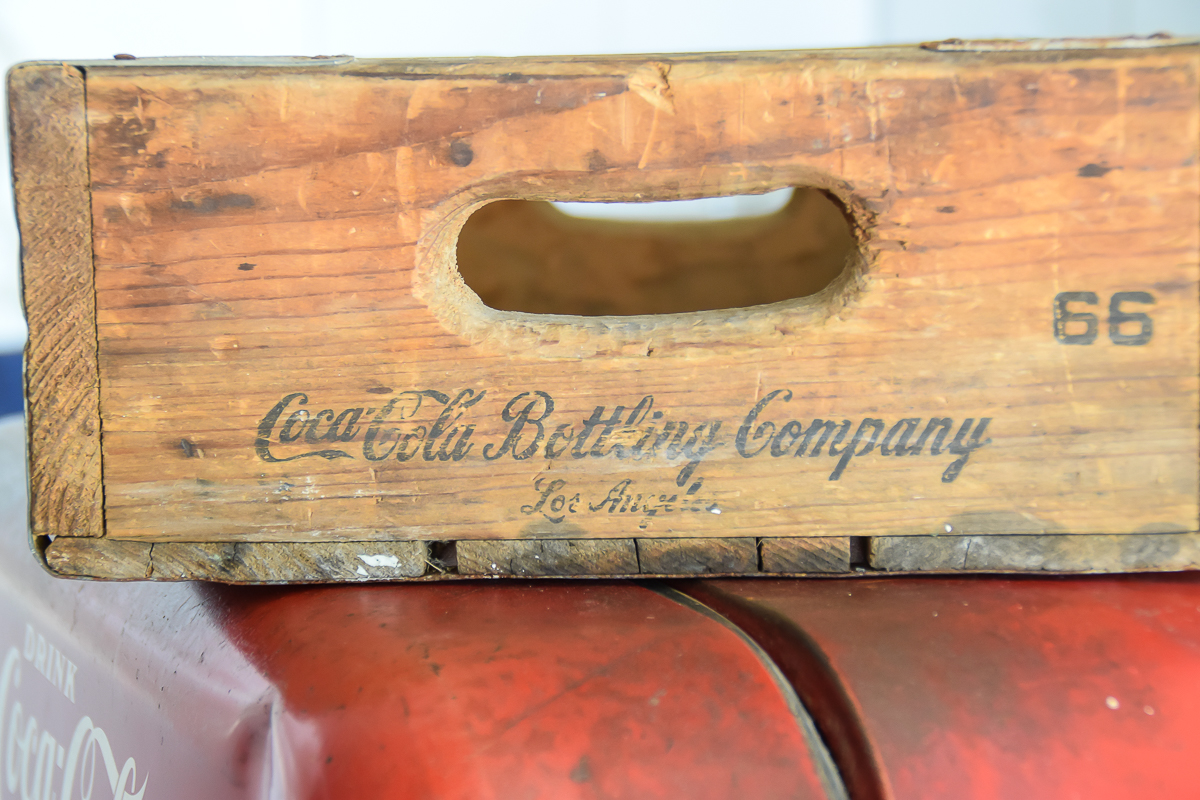 66
Coca-Cola Bottling Company
Los Angeles
DRINK
Coca-Co